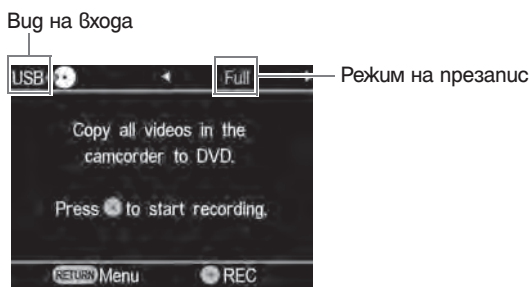 Вид на входа
USB Full
Режим на презапис
Copy all videos in the
camcorder to DVD.
Press to start recording.
RETURN Menu REC